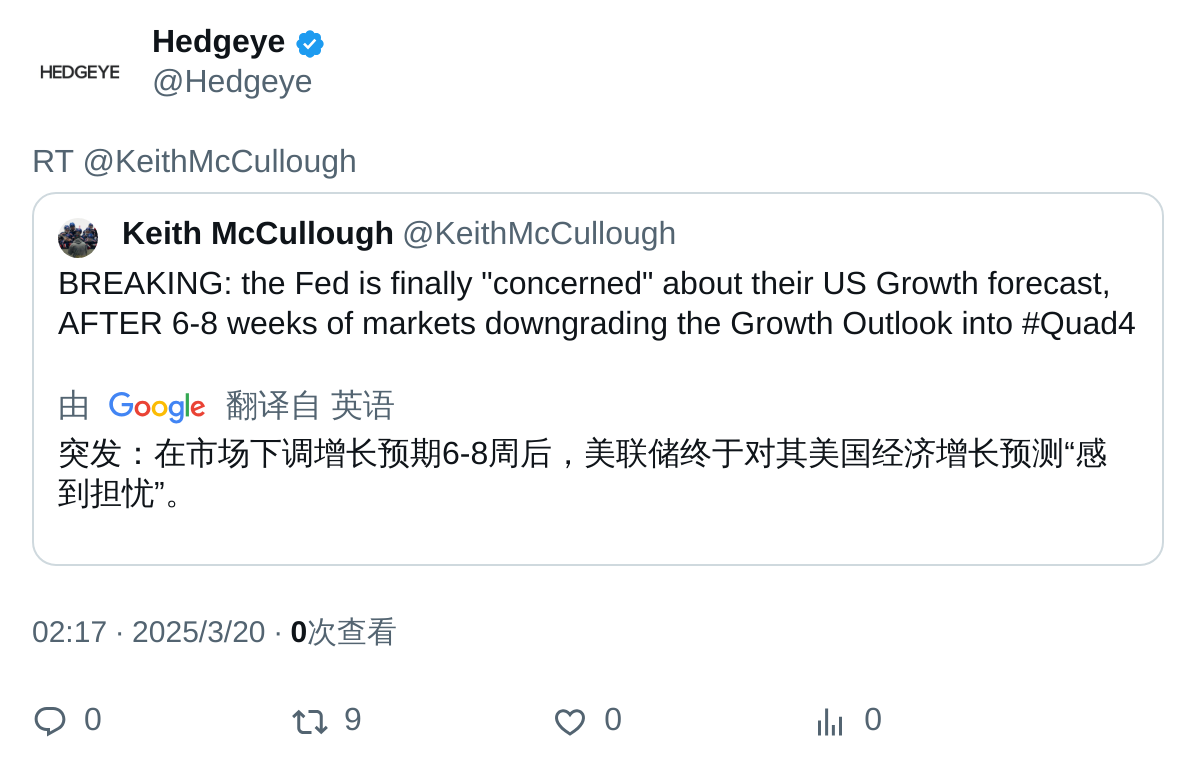 Hedgeye
HEDGEYE
@Hedgeye
RT @KeithMcCullough
Keith McCullough @KeithMcCullough
BREAKING: the Fed is finally "concerned" about their US Growth forecast,
AFTER 6-8 weeks of markets downgrading the Growth Outlook into #Quad4
由 Google 翻译自 英语
突发：在市场下调增长预期6-8周后，美联储终于对其美国经济增长预测“感
到担忧”。
02:17 · 2025/3/20 · 0次查看
0 9 0 0